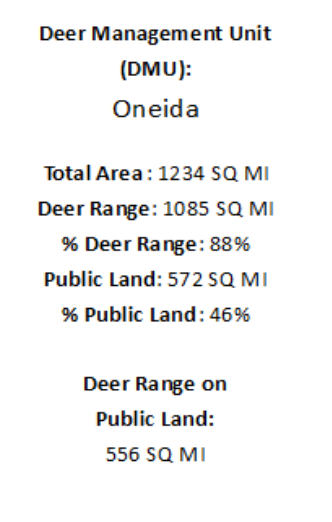 Deer Management Unit
(DMU):
Oneida
Total Area: 1234 SQ MI
Deer Range: 1085 SQ MI
% Deer Range: 88%
Public Land: 572 SQ MI
% Public Land: 46%
Deer Range on
Public Land:
556 SQ MI